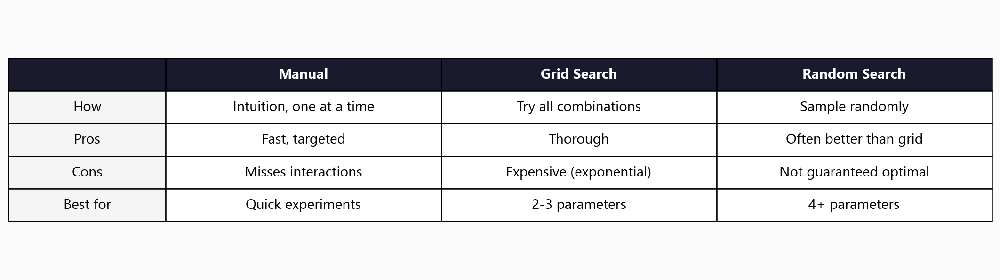 Manual Grid Search Random Search
How Intuition, one at a time Try all combinations Sample randomly
Pros Fast, targeted Thorough Often better than grid
Cons Misses interactions Expensive (exponential) Not guaranteed optimal
Best for Quick experiments 2-3 parameters 4+ parameters